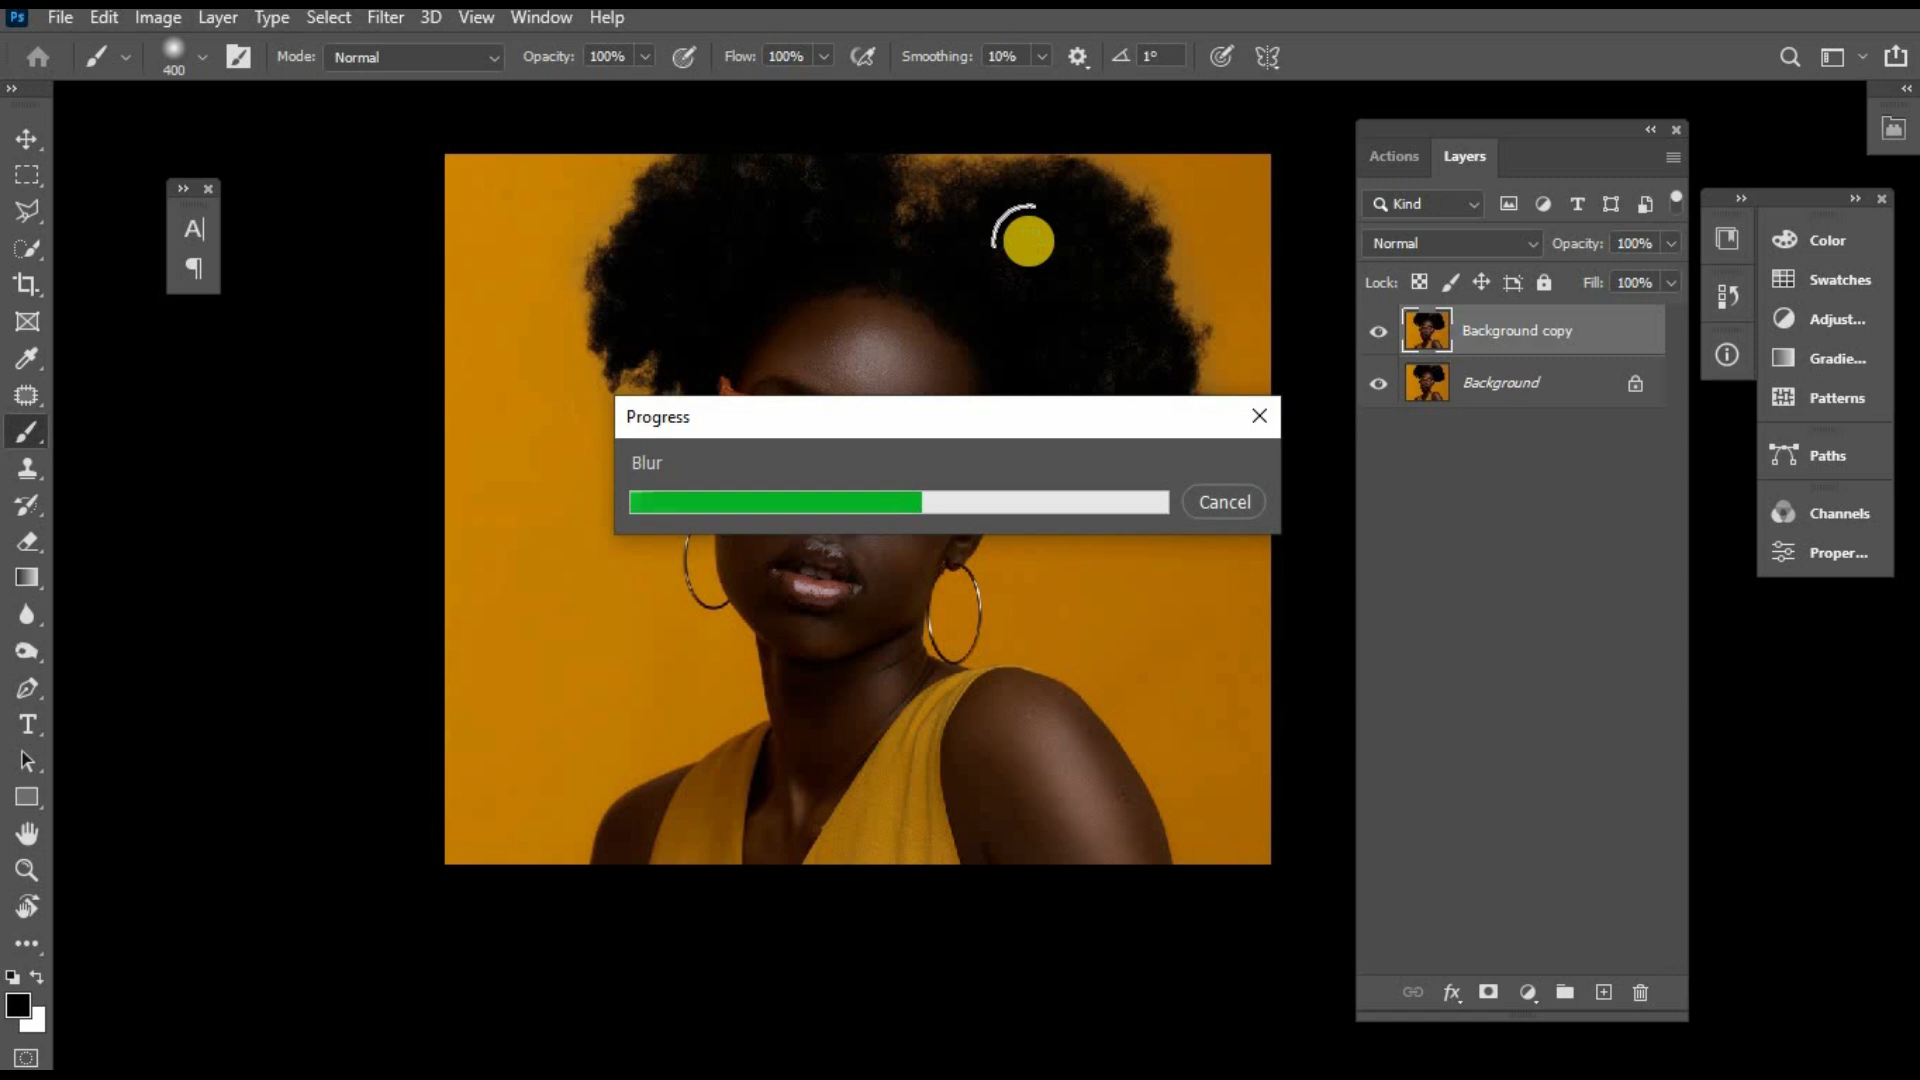 Ps File Edit Image Layer Type Select Filter 3D View Window Help
400 Mode: Normal Opacity: 100% Flow: 100% Smoothing: 10% 1°
A
Actions Layers
Kind
Normal Opacity: 100%
Lock: Fill: 100%
Background copy
Background
Color
Swatches
Adjust...
Gradie...
Patterns
Paths
Channels
Proper...
Progress
Blur
Cancel
T
fx